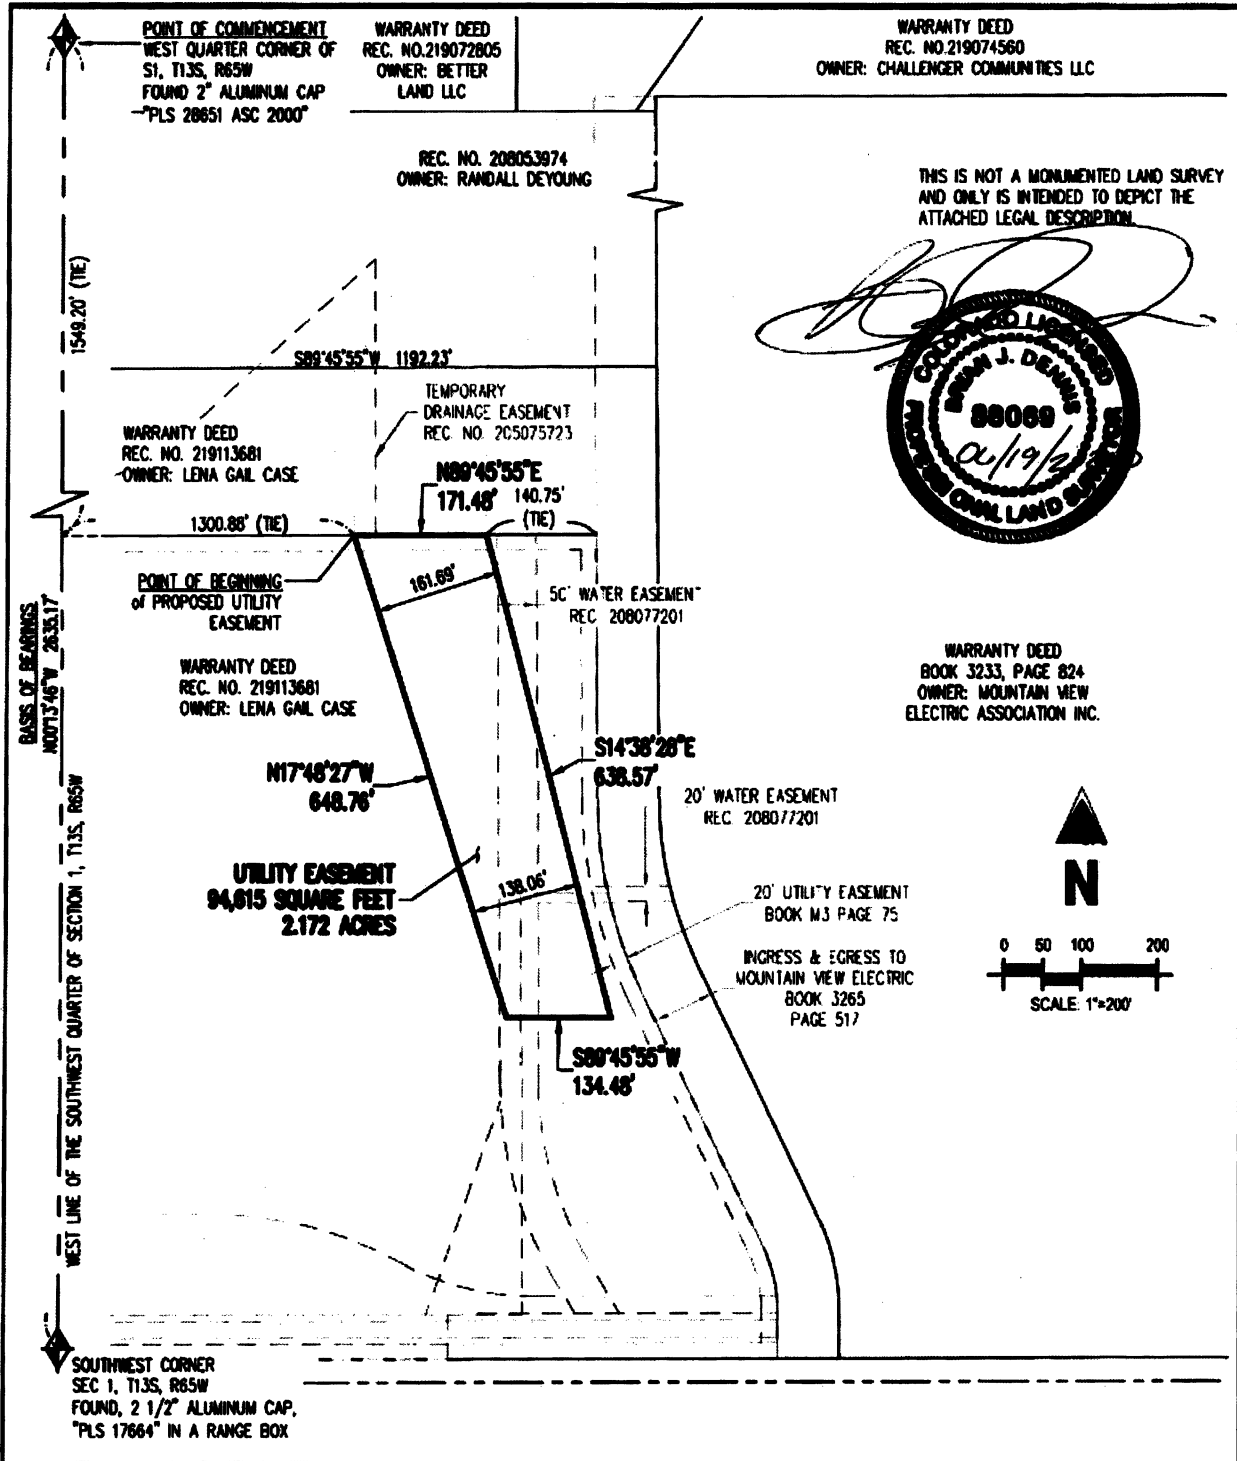 POINT OF COMMENCEMENT
WEST QUARTER CORNER OF
S1, T13S, R65W
FOUND 2" ALUMINUM CAP
"PLS 28651 ASC 2000"
WARRANTY DEED
REC. NO.219072805
OWNER: BETTER
LAND LLC
WARRANTY DEED
REC. NO.219074560
OWNER: CHALLENGER COMMUNITIES LLC
REC. NO. 208053974
OWNER: RANDALL DEYOUNG
THIS IS NOT A MONUMENTED LAND SURVEY
AND ONLY IS INTENDED TO DEPICT THE
ATTACHED LEGAL DESCRIPTION.
COLORADO LICENSED
BRIAN J. DENNIS
PROFESSIONAL LAND SURVEYOR
1549.20' (TIE)
S89°45'55"W 1192.23'
TEMPORARY
DRAINAGE EASEMENT
REC. NO. 205075723
WARRANTY DEED
REC. NO. 219113681
OWNER: LENA GAIL CASE
N89°45'55"E
171.48'
140.75'
(TIE)
1300.88' (TIE)
POINT OF BEGINNING
of PROPOSED UTILITY
EASEMENT
161.69'
50' WATER EASEMENT
REC. 208077201
BASIS OF BEARINGS
N00°13'46"W 2635.17'
WARRANTY DEED
REC. NO. 219113681
OWNER: LENA GAIL CASE
WARRANTY DEED
BOOK 3233, PAGE 824
OWNER: MOUNTAIN VIEW
ELECTRIC ASSOCIATION INC.
S14°38'28"E
638.57'
N17°48'27"W
648.76'
20' WATER EASEMENT
REC. 208077201
N
WEST LINE OF THE SOUTHWEST QUARTER OF SECTION 1, T13S, R65W
UTILITY EASEMENT
94,615 SQUARE FEET
2.172 ACRES
138.06'
20' UTILITY EASEMENT
BOOK M3 PAGE 75
INGRESS & EGRESS TO
MOUNTAIN VIEW ELECTRIC
BOOK 3265
PAGE 517
0 50 100 200
SCALE: 1"=200'
S89°45'55"W
134.48'
SOUTHWEST CORNER
SEC 1, T13S, R65W
FOUND, 2 1/2" ALUMINUM CAP,
"PLS 17664" IN A RANGE BOX